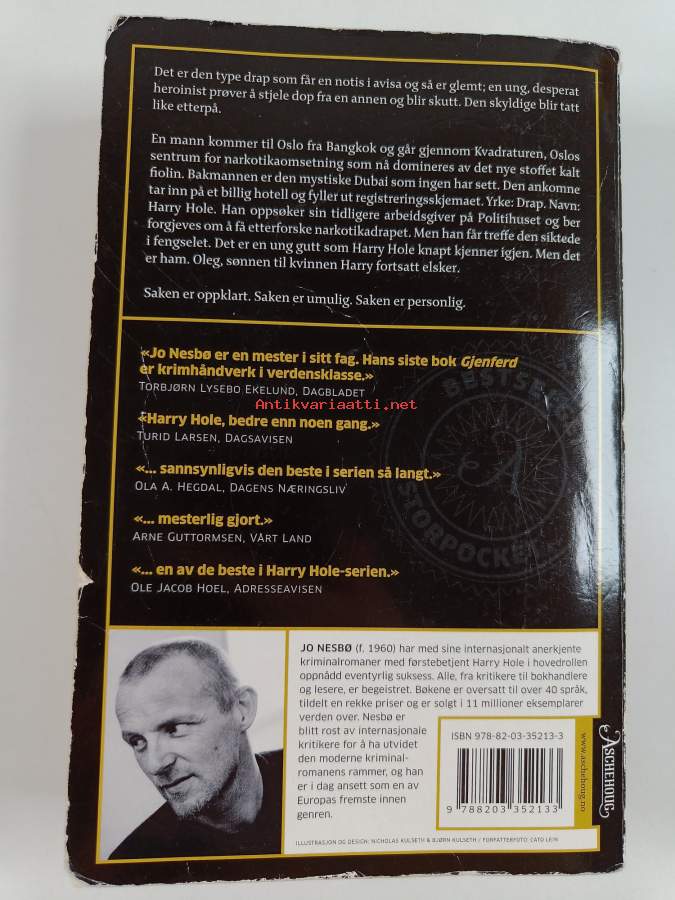 Det er den type drap som får en notis i avisa og så er glemt; en ung, desperat
heroinist prøver å stjele dop fra en annen og blir skutt. Den skyldige blir tatt
like etterpå.
En mann kommer til Oslo fra Bangkok og går gjennom Kvadraturen, Oslos
sentrum for narkotikaomsetning som nå domineres av det nye stoffet kalt
fiolin. Bakmannen er den mystiske Dubai som ingen har sett. Den ankomne
tar inn på et billig hotell og fyller ut registreringsskjemaet. Yrke: Drap. Navn:
Harry Hole. Han oppsøker sin tidligere arbeidsgiver på Politihuset og ber
forgjeves om å få etterforske narkotikadrapet. Men han får treffe den siktede
i fengselet. Det er en ung gutt som Harry Hole knapt kjenner igjen. Men det
er ham. Oleg, sønnen til kvinnen Harry fortsatt elsker.
Saken er oppklart. Saken er umulig. Saken er personlig.
«Jo Nesbø er en mester i sitt fag. Hans siste bok Gjenferd
er krimhåndverk i verdensklasse.»
TORBJØRN LYSEBO EKELUND, DAGBLADET
Antikvariaatti.net
«Harry Hole, bedre enn noen gang.»
TURID LARSEN, DAGSAVISEN
«... sannsynligvis den beste i serien så langt.»
OLA A. HEGDAL, DAGENS NÆRINGSLIV
«... mesterlig gjort.»
ARNE GUTTORMSEN, VÅRT LAND
«... en av de beste i Harry Hole-serien.»
OLE JACOB HOEL, ADRESSEAVISEN
BESTSELGER
A
STORPOCKET
JO NESBØ (f. 1960) har med sine internasjonalt anerkjente
kriminalromaner med førstebetjent Harry Hole i hovedrollen
oppnådd eventyrlig suksess. Alle, fra kritikere til bokhandlere
og lesere, er begeistret. Bøkene er oversatt til over 40 språk,
tildelt en rekke priser og er solgt i 11 millioner eksemplarer
verden over. Nesbø er
blitt rost av internasjonale
kritikere for å ha utvidet
den moderne kriminal-
romanens rammer, og han
er i dag ansett som en av
Europas fremste innen
genren.
ISBN 978-82-03-35213-3
9 788203 352133
ASCHEHOUG
www.aschehoug.no
ILLUSTRASJON OG DESIGN: NICHOLAS KULSETH & BJØRN KULSETH / FORFATTERFOTO: CATO LEIN